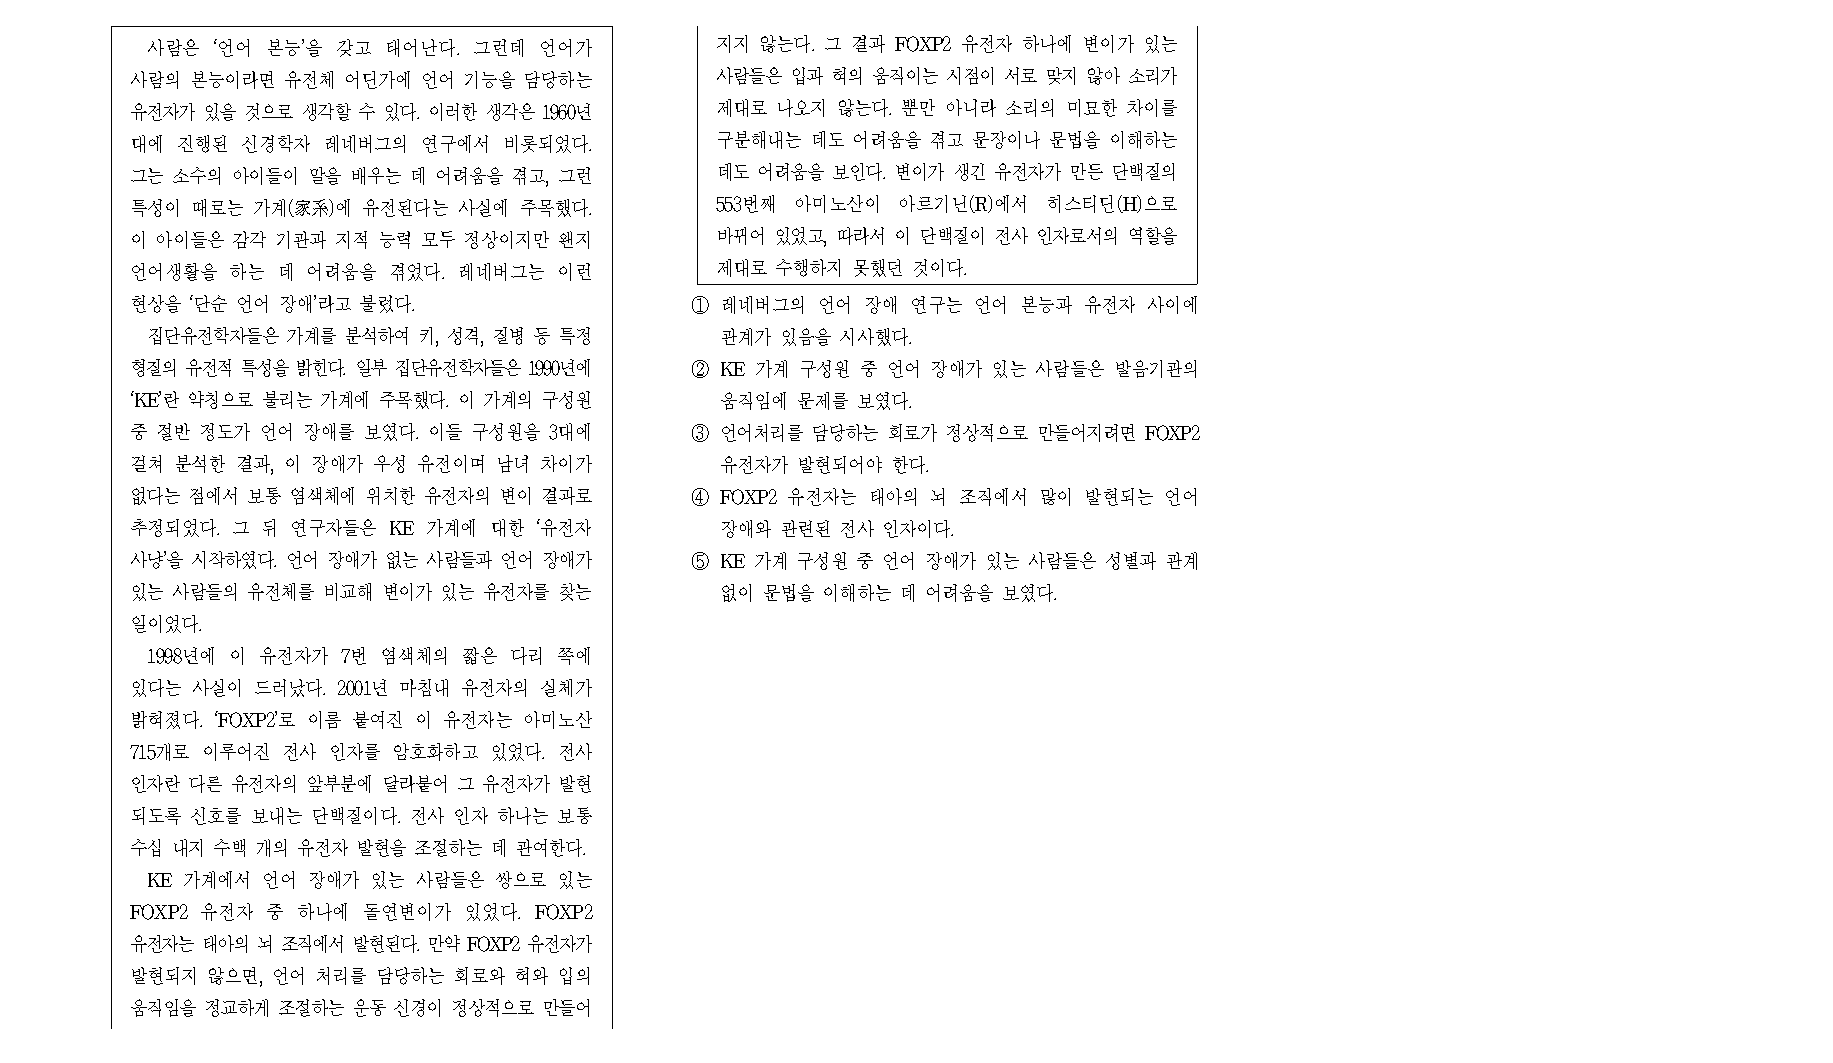 사람은 ‘언어 본능’을 갖고 태어난다. 그런데 언어가
사람의 본능이라면 유전체 어딘가에 언어 기능을 담당하는
유전자가 있을 것으로 생각할 수 있다. 이러한 생각은 1960년
대에 진행된 신경학자 레네버그의 연구에서 비롯되었다.
그는 소수의 아이들이 말을 배우는 데 어려움을 겪고, 그런
특성이 때로는 가계(家系)에 유전된다는 사실에 주목했다.
이 아이들은 감각 기관과 지적 능력 모두 정상이지만 왠지
언어생활을 하는 데 어려움을 겪었다. 레네버그는 이런
현상을 ‘단순 언어 장애’라고 불렀다.
집단유전학자들은 가계를 분석하여 키, 성격, 질병 등 특정
형질의 유전적 특성을 밝힌다. 일부 집단유전학자들은 1990년에
‘KE’란 약칭으로 불리는 가계에 주목했다. 이 가계의 구성원
중 절반 정도가 언어 장애를 보였다. 이들 구성원을 3대에
걸쳐 분석한 결과, 이 장애가 우성 유전이며 남녀 차이가
없다는 점에서 보통 염색체에 위치한 유전자의 변이 결과로
추정되었다. 그 뒤 연구자들은 KE 가계에 대한 ‘유전자
사냥’을 시작하였다. 언어 장애가 없는 사람들과 언어 장애가
있는 사람들의 유전체를 비교해 변이가 있는 유전자를 찾는
일이었다.
1998년에 이 유전자가 7번 염색체의 짧은 다리 쪽에
있다는 사실이 드러났다. 2001년 마침내 유전자의 실체가
밝혀졌다. ‘FOXP2’로 이름 붙여진 이 유전자는 아미노산
715개로 이루어진 전사 인자를 암호화하고 있었다. 전사
인자란 다른 유전자의 앞부분에 달라붙어 그 유전자가 발현
되도록 신호를 보내는 단백질이다. 전사 인자 하나는 보통
수십 내지 수백 개의 유전자 발현을 조절하는 데 관여한다.
KE 가계에서 언어 장애가 있는 사람들은 쌍으로 있는
FOXP2 유전자 중 하나에 돌연변이가 있었다. FOXP2
유전자는 태아의 뇌 조직에서 발현된다. 만약 FOXP2 유전자가
발현되지 않으면, 언어 처리를 담당하는 회로와 혀와 입의
움직임을 정교하게 조절하는 운동 신경이 정상적으로 만들어
지지 않는다. 그 결과 FOXP2 유전자 하나에 변이가 있는
사람들은 입과 혀의 움직이는 시점이 서로 맞지 않아 소리가
제대로 나오지 않는다. 뿐만 아니라 소리의 미묘한 차이를
구분해내는 데도 어려움을 겪고 문장이나 문법을 이해하는
데도 어려움을 보인다. 변이가 생긴 유전자가 만든 단백질의
553번째 아미노산이 아르기닌(R)에서 히스티딘(H)으로
바뀌어 있었고, 따라서 이 단백질이 전사 인자로서의 역할을
제대로 수행하지 못했던 것이다.
① 레네버그의 언어 장애 연구는 언어 본능과 유전자 사이에
관계가 있음을 시사했다.
② KE 가계 구성원 중 언어 장애가 있는 사람들은 발음기관의
움직임에 문제를 보였다.
③ 언어처리를 담당하는 회로가 정상적으로 만들어지려면 FOXP2
유전자가 발현되어야 한다.
④ FOXP2 유전자는 태아의 뇌 조직에서 많이 발현되는 언어
장애와 관련된 전사 인자이다.
⑤ KE 가계 구성원 중 언어 장애가 있는 사람들은 성별과 관계
없이 문법을 이해하는 데 어려움을 보였다.